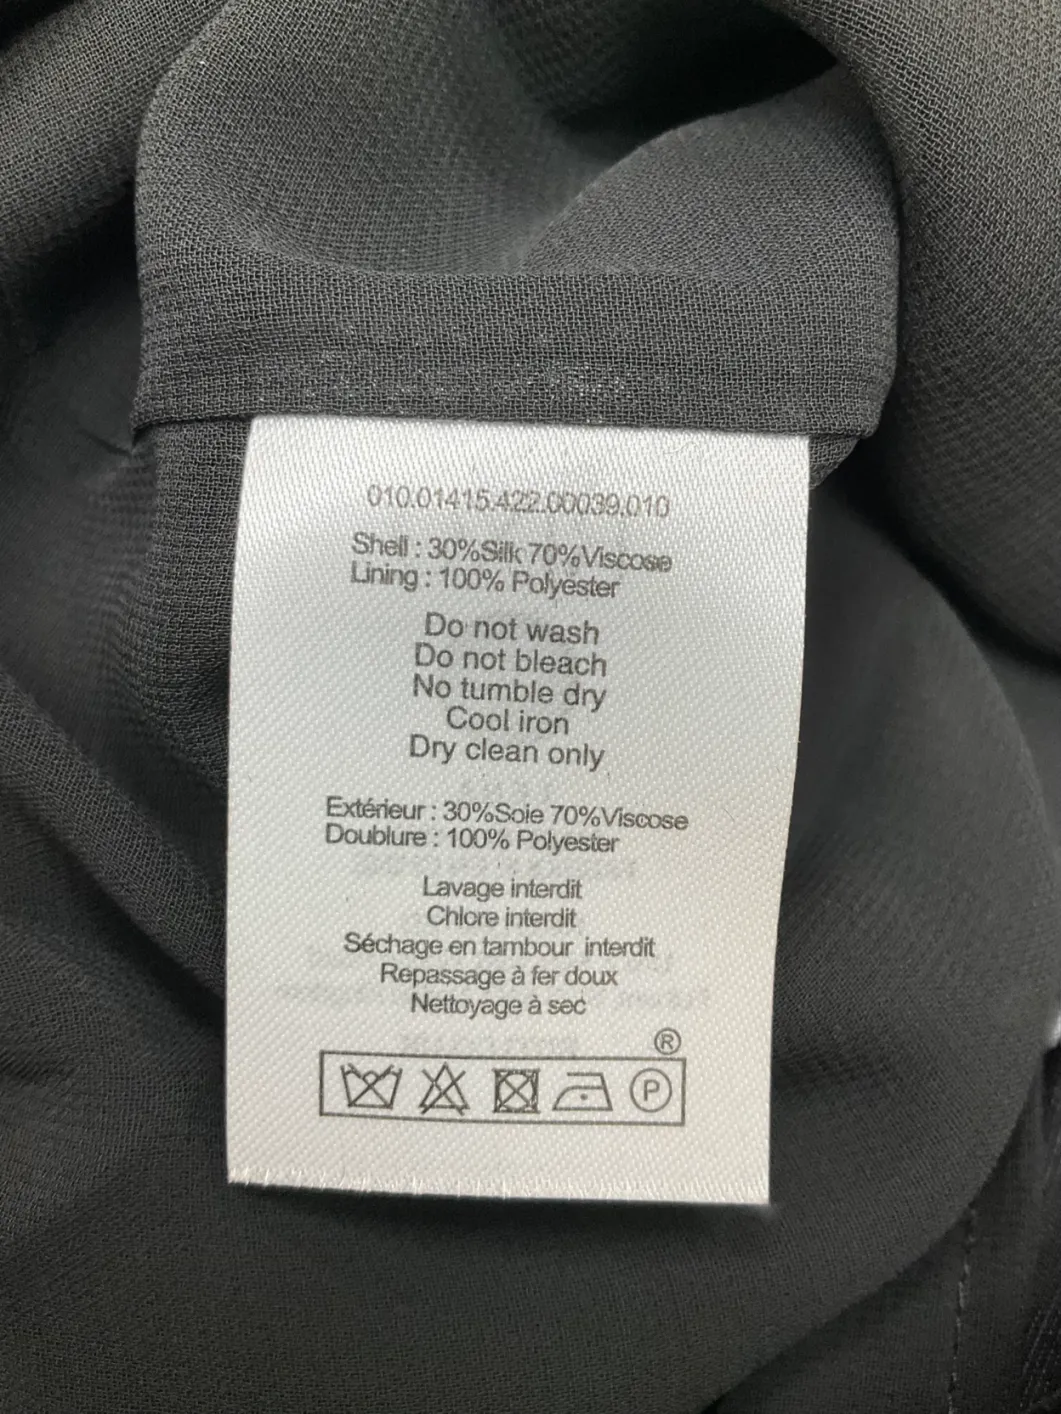 010.01415.422.00039.010
Shell : 30%Silk 70%Viscose
Lining : 100% Polyester
Do not wash
Do not bleach
No tumble dry
Cool iron
Dry clean only
Extérieur : 30%Soie 70%Viscose
Doublure : 100% Polyester
Lavage interdit
Chlore interdit
Séchage en tambour interdit
Repassage à fer doux
Nettoyage à sec
®
P